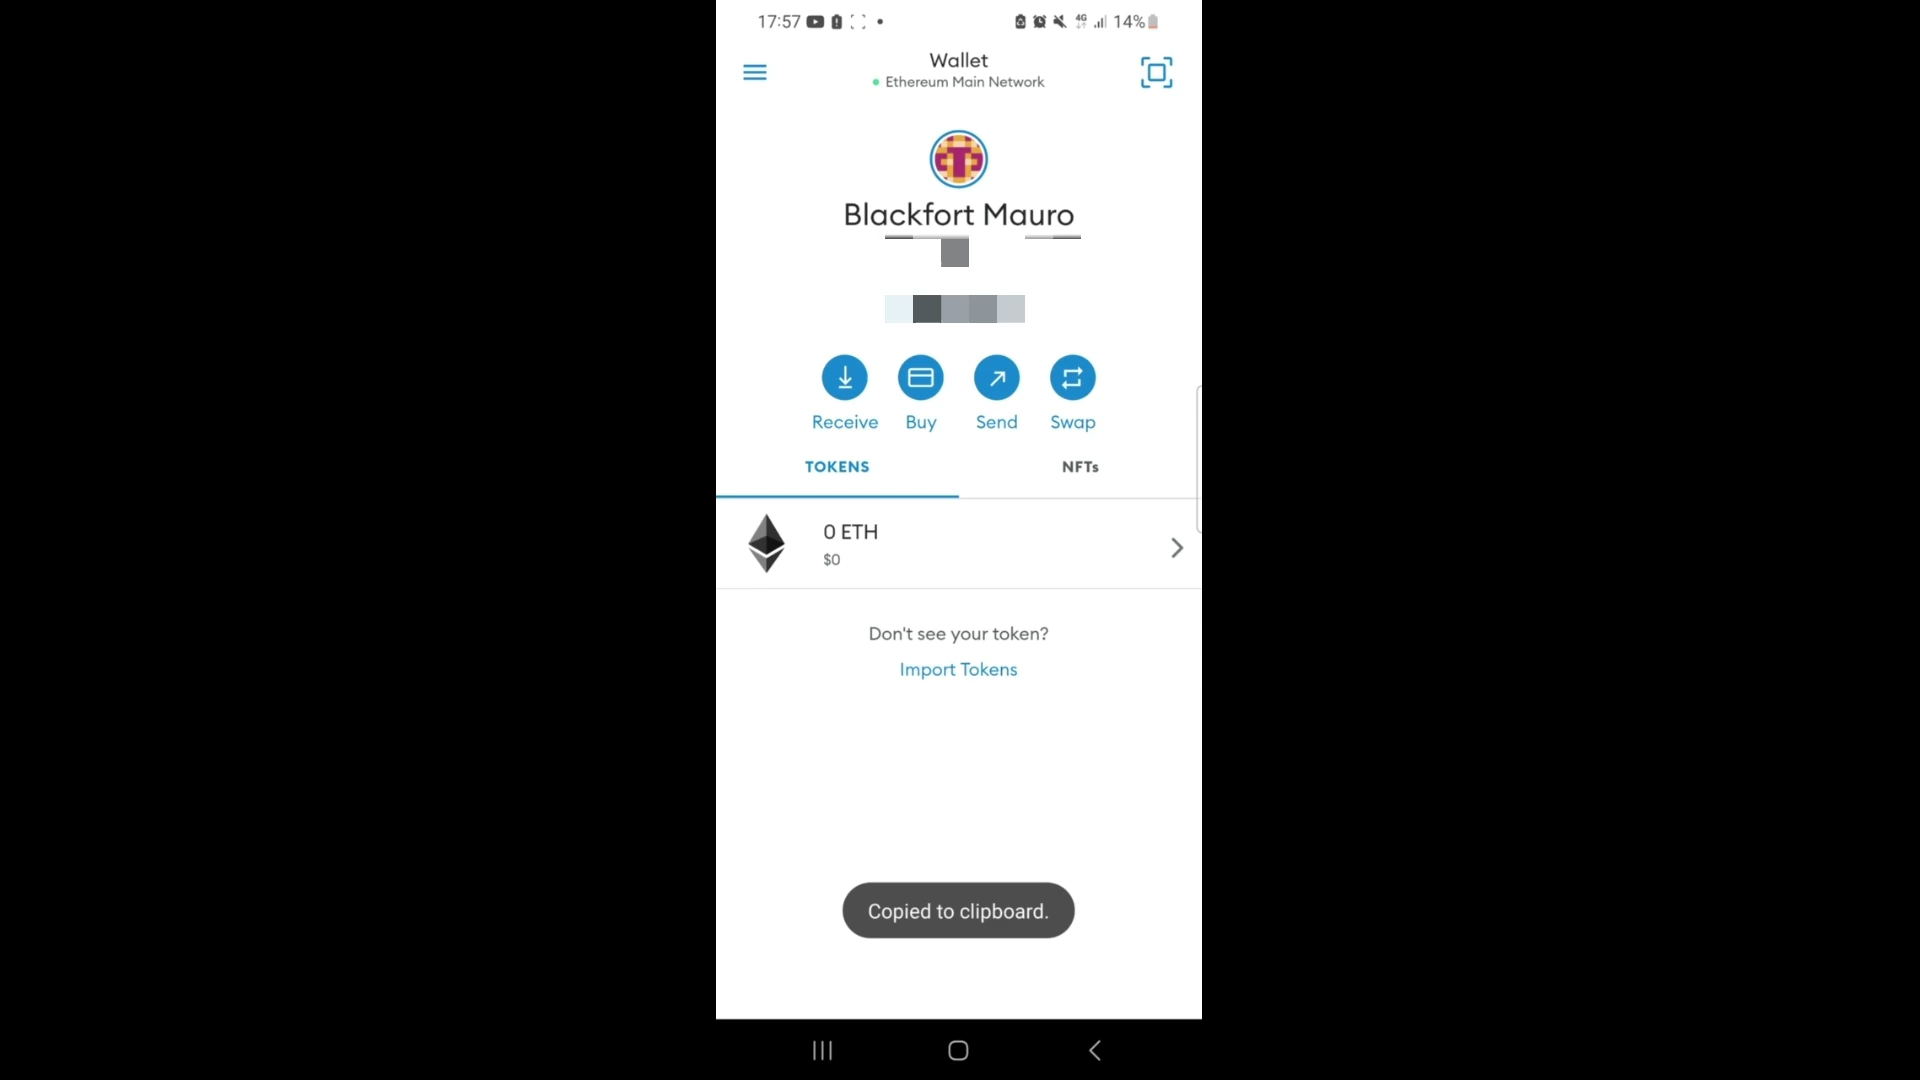 17:57 4G 14%
Wallet
Ethereum Main Network
Blackfort Mauro
Receive Buy Send Swap
TOKENS NFTs
0 ETH
$0
Don't see your token?
Import Tokens
Copied to clipboard.